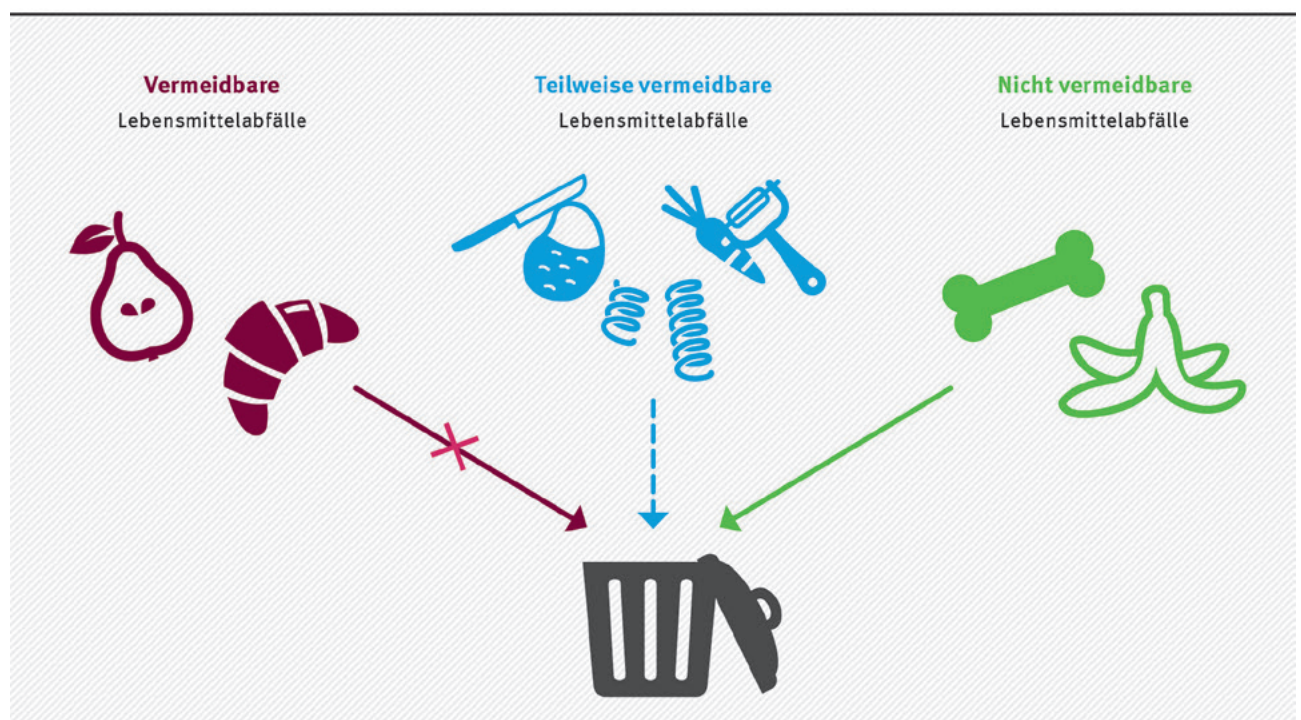 Vermeidbare
Lebensmittelabfälle
Teilweise vermeidbare
Lebensmittelabfälle
Nicht vermeidbare
Lebensmittelabfälle